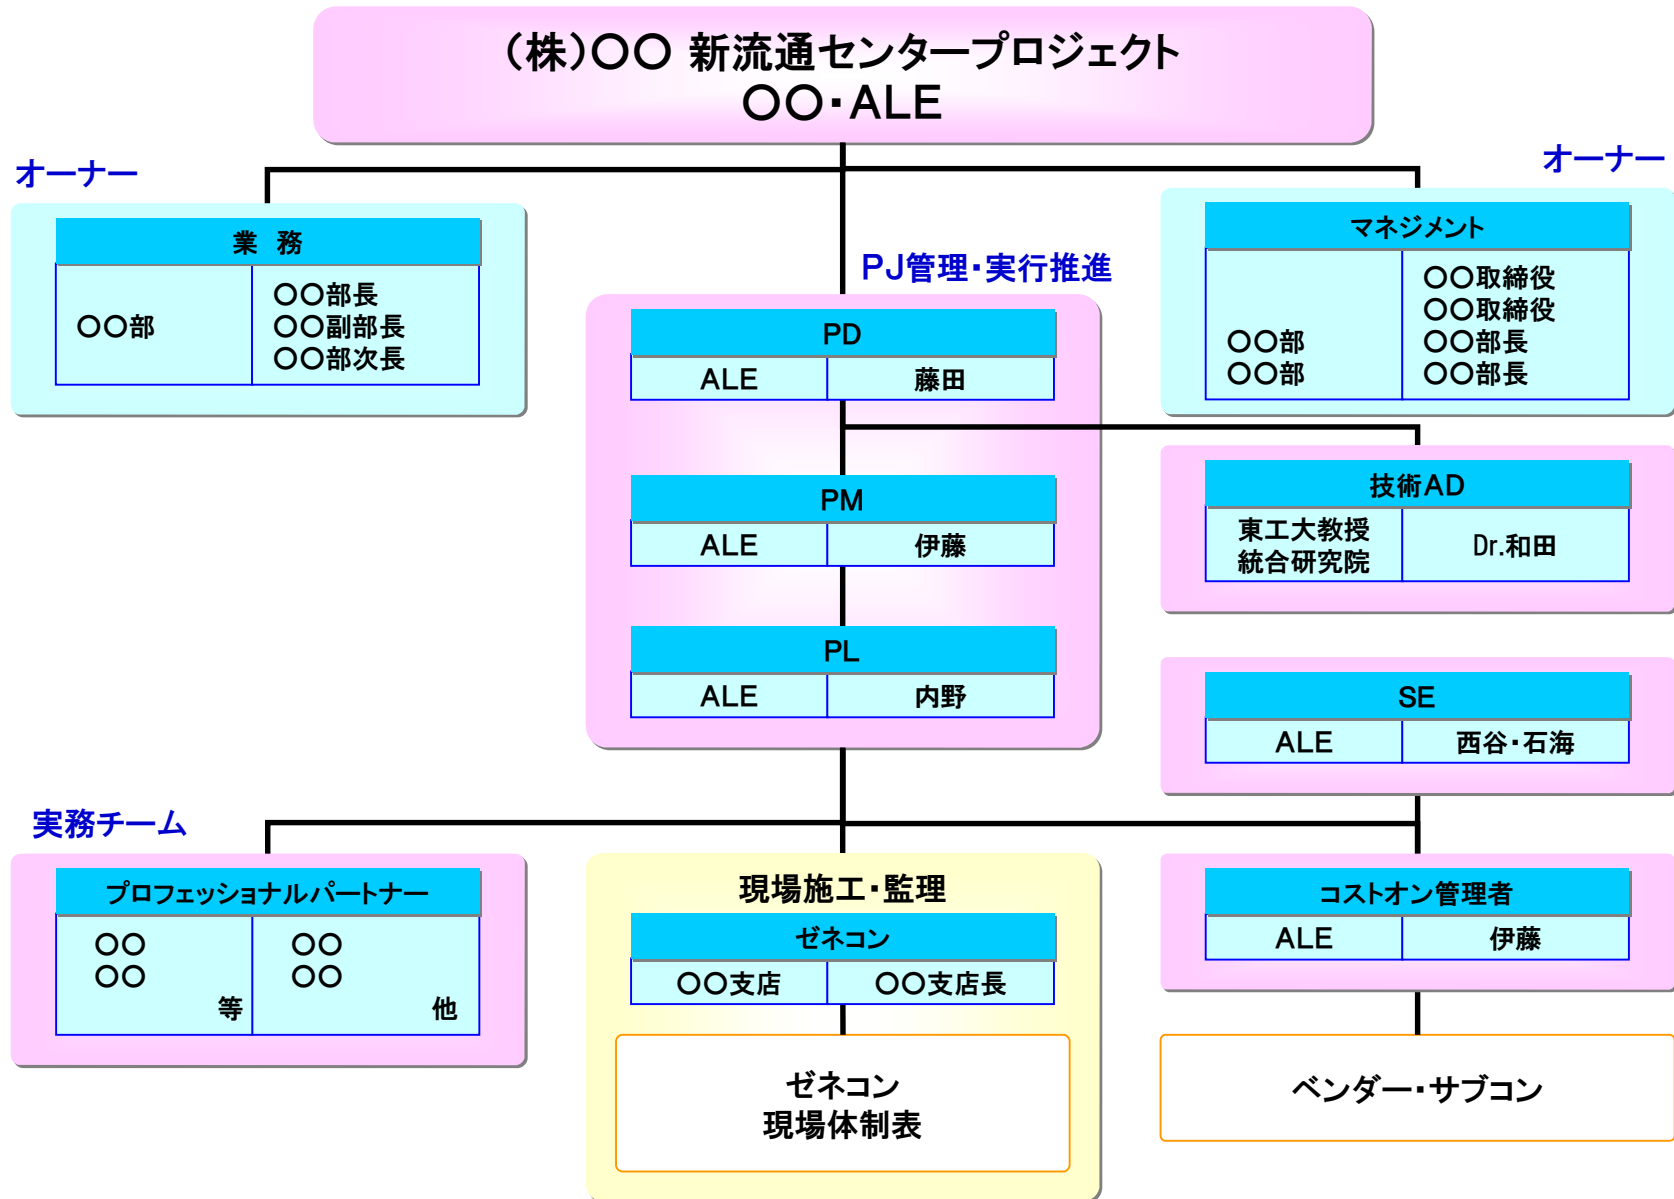 (株)〇〇 新流通センタープロジェクト
〇〇・ALE
オーナー
オーナー
業 務
〇〇部
〇〇部長
〇〇副部長
〇〇部次長
マネジメント
〇〇部
〇〇部
〇〇取締役
〇〇取締役
〇〇部長
〇〇部長
PJ管理・実行推進
PD
ALE
藤田
技術AD
東工大教授
統合研究院
Dr.和田
PM
ALE
伊藤
PL
ALE
内野
SE
ALE
西谷・石海
実務チーム
プロフェッショナルパートナー
〇〇
〇〇
等
〇〇
〇〇
他
現場施工・監理
ゼネコン
〇〇支店
〇〇支店長
ゼネコン
現場体制表
コストオン管理者
ALE
伊藤
ベンダー・サブコン